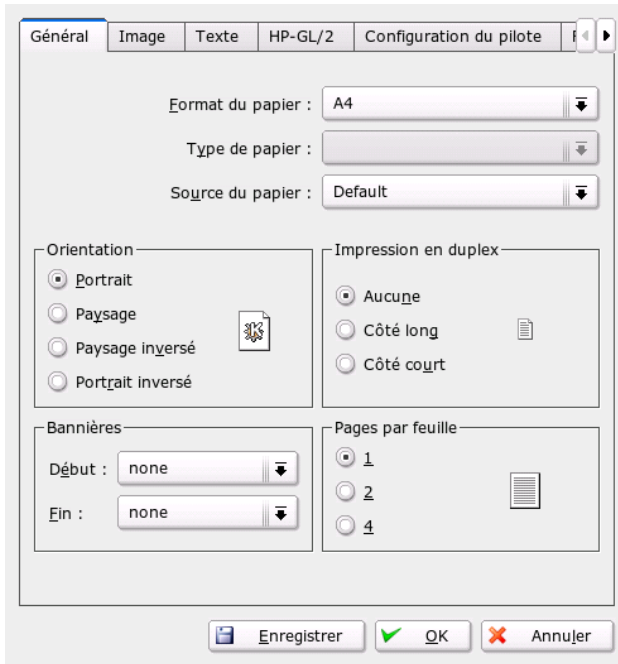 Général Image Texte HP-GL/2 Configuration du pilote
Format du papier : A4
Type de papier :
Source du papier : Default
Orientation
Portrait
Paysage
Paysage inversé
Portrait inversé
Impression en duplex
Aucune
Côté long
Côté court
Bannières
Début : none
Fin : none
Pages par feuille
1
2
4
Enregistrer OK Annuler